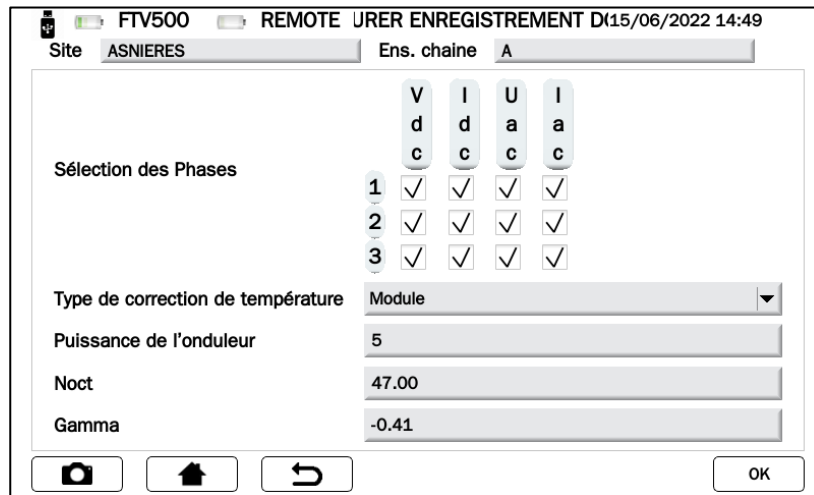 FTV500 REMOTE URER ENREGISTREMENT D(15/06/2022 14:49
Site ASNIERES Ens. chaine A
V I U I
d d a a
c c c c
Sélection des Phases
1
2
3
Type de correction de température Module
Puissance de l'onduleur 5
Noct 47.00
Gamma -0.41
OK